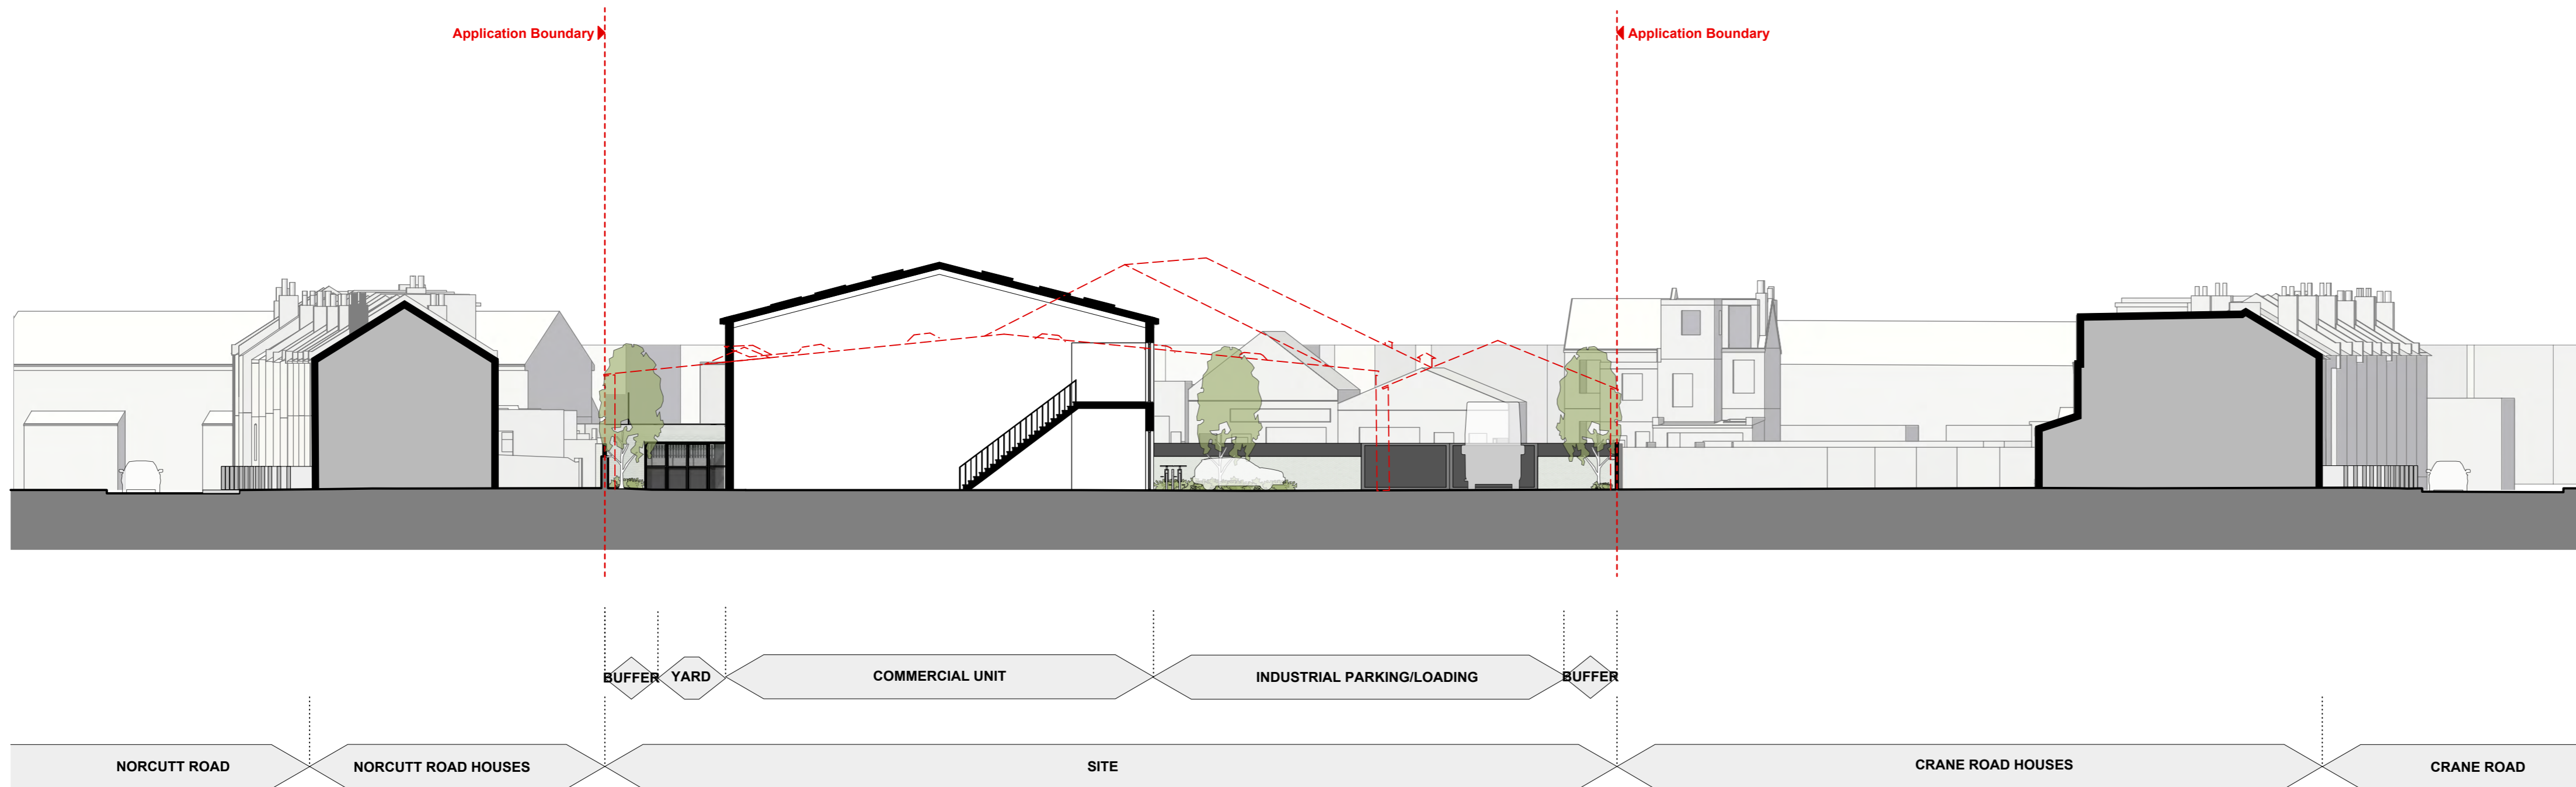 Application Boundary
Application Boundary
BUFFER
YARD
COMMERCIAL UNIT
INDUSTRIAL PARKING/LOADING
BUFFER
NORCUTT ROAD
NORCUTT ROAD HOUSES
SITE
CRANE ROAD HOUSES
CRANE ROAD